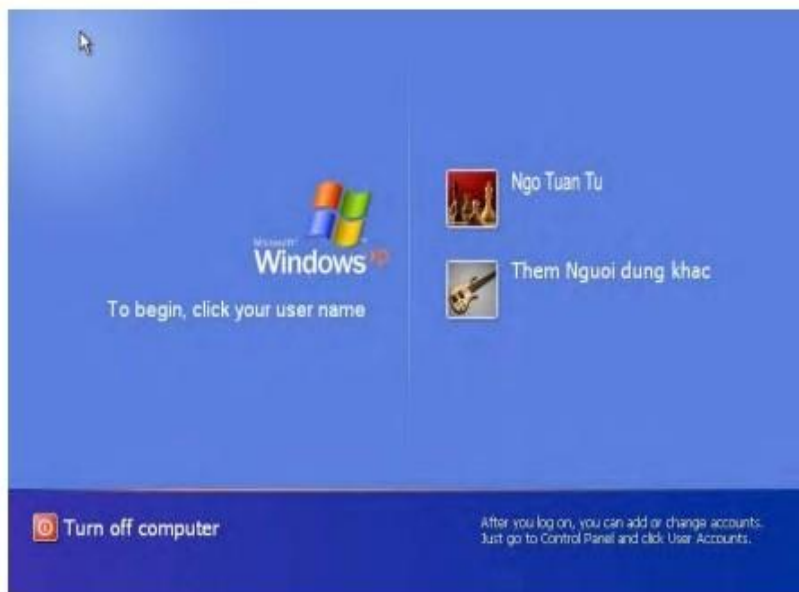 Microsoft
Windows xp
To begin, click your user name
Ngo Tuan Tu
Them Nguoi dung khac
Turn off computer
After you log on, you can add or change accounts.
Just go to Control Panel and click User Accounts.